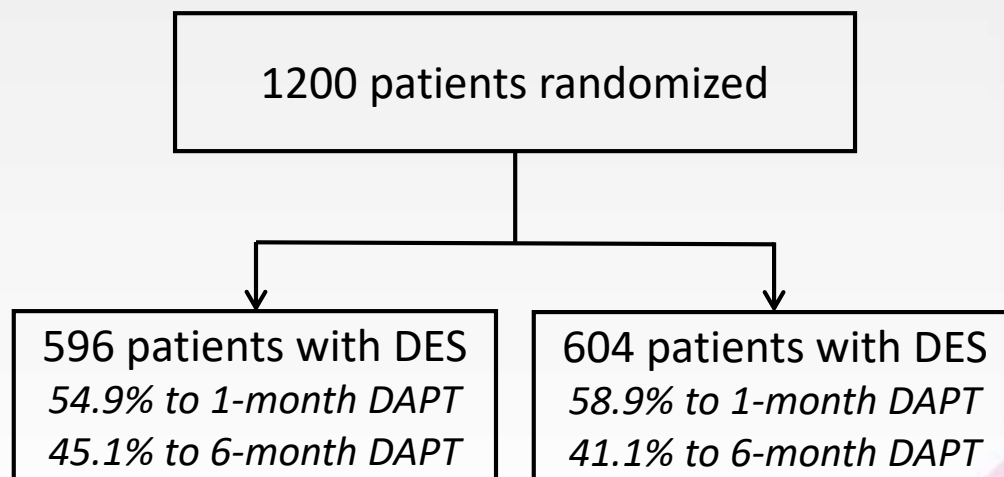 1200 patients randomized
596 patients with DES
54.9% to 1-month DAPT
45.1% to 6-month DAPT
604 patients with DES
58.9% to 1-month DAPT
41.1% to 6-month DAPT